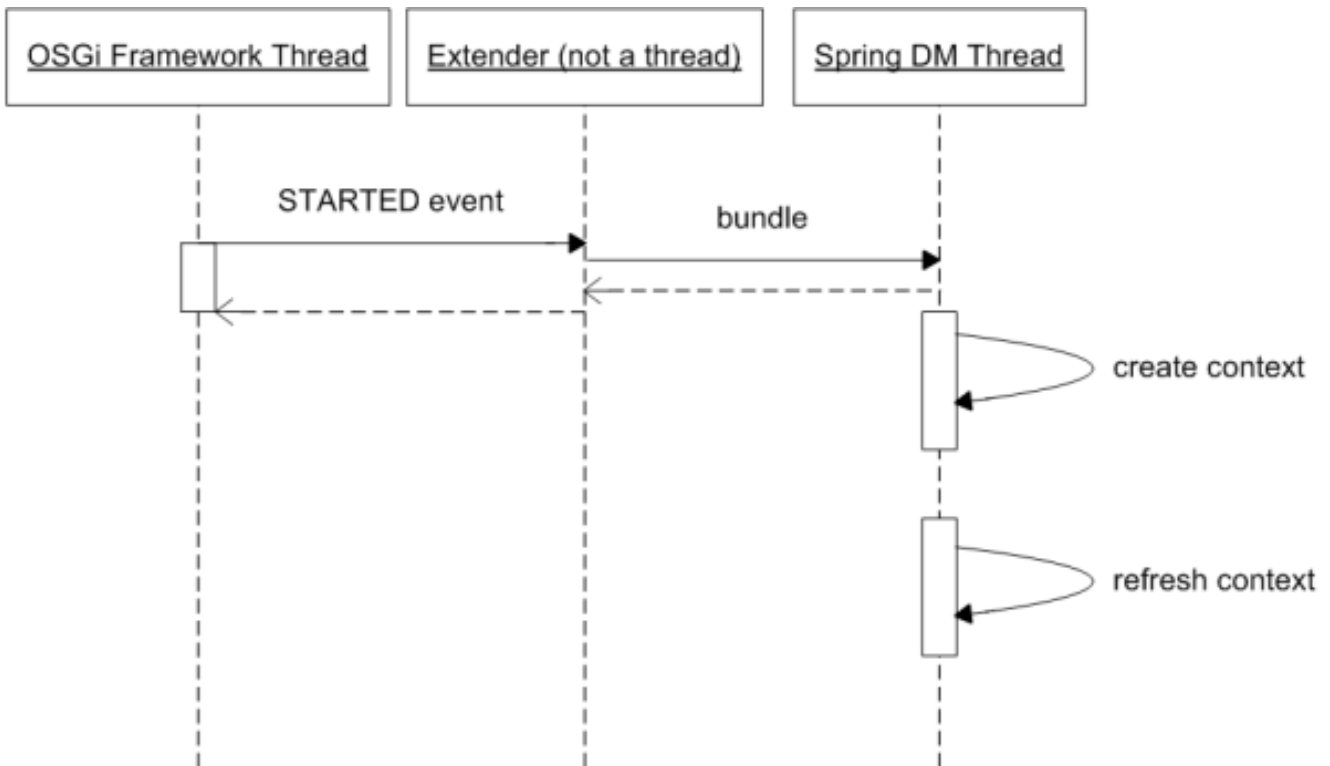 OSGi Framework Thread
Extender (not a thread)
Spring DM Thread
STARTED event
bundle
create context
refresh context